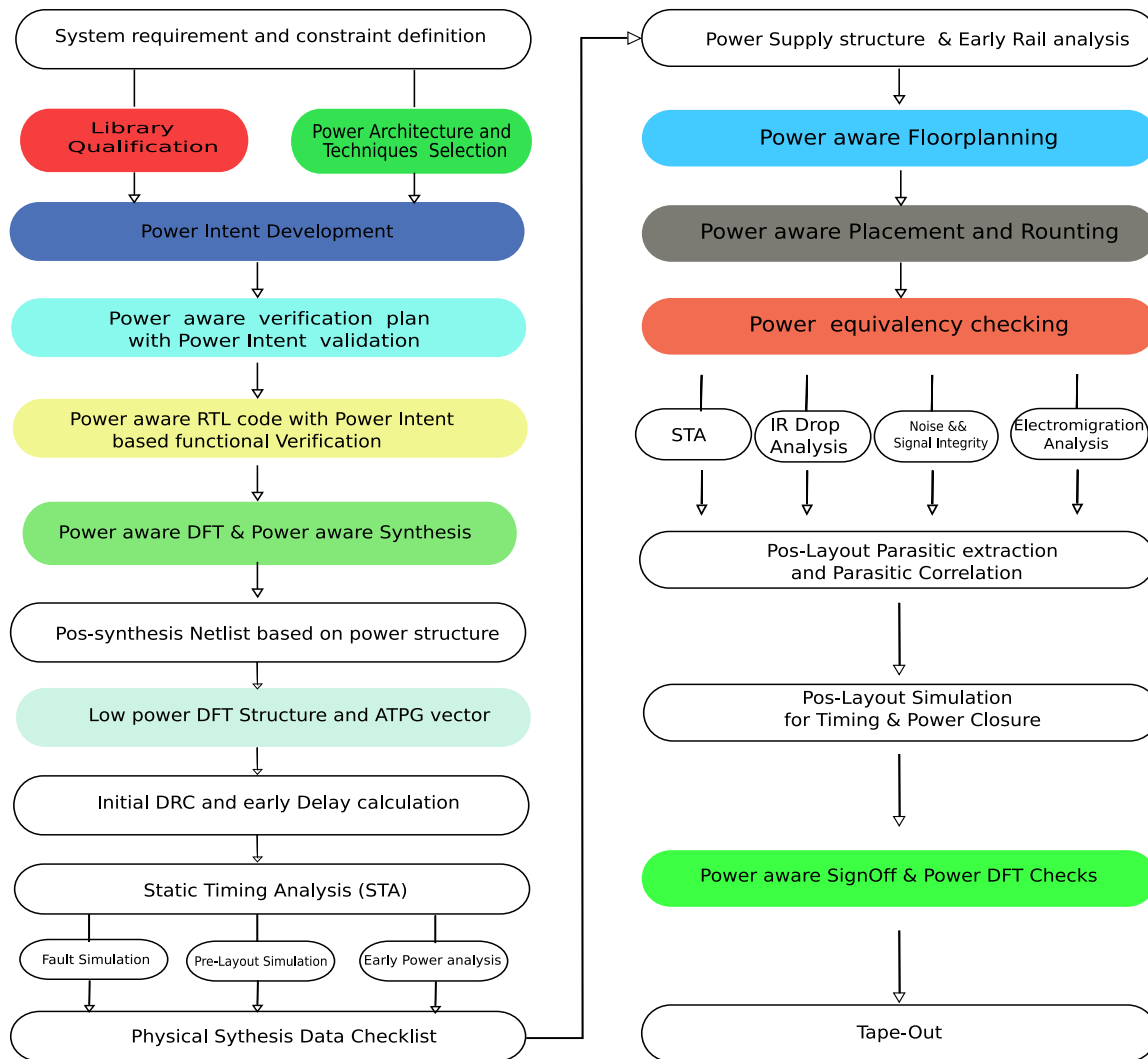 System requirement and constraint definition
Library
Qualification
Power Architecture and
Techniques Selection
Power Intent Development
Power aware verification plan
with Power Intent validation
Power aware RTL code with Power Intent
based functional Verification
Power aware DFT & Power aware Synthesis
Pos-synthesis Netlist based on power structure
Low power DFT Structure and ATPG vector
Initial DRC and early Delay calculation
Static Timing Analysis (STA)
Fault Simulation
Pre-Layout Simulation
Early Power analysis
Physical Sythesis Data Checklist
Power Supply structure & Early Rail analysis
Power aware Floorplanning
Power aware Placement and Rounting
Power equivalency checking
STA
IR Drop
Analysis
Noise &&
Signal Integrity
Electromigration
Analysis
Pos-Layout Parasitic extraction
and Parasitic Correlation
Pos-Layout Simulation
for Timing & Power Closure
Power aware SignOff & Power DFT Checks
Tape-Out